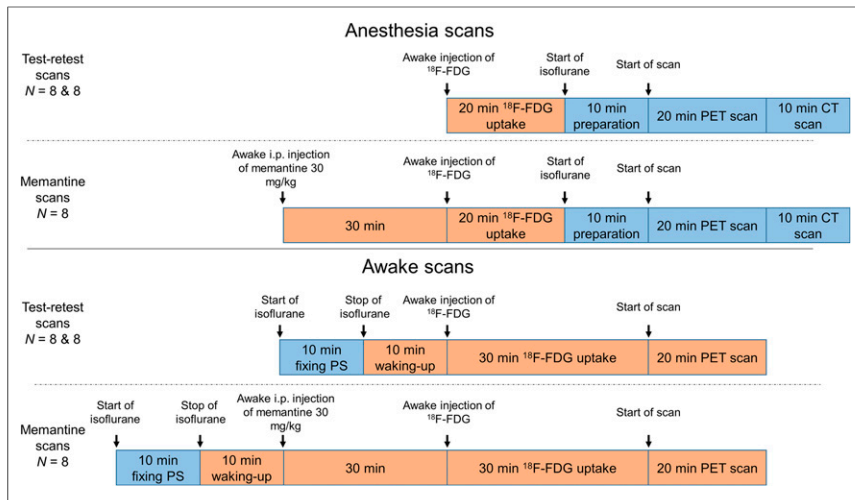 Anesthesia scans
Test-retest
scans
N = 8 & 8
Awake injection of
¹⁸F-FDG
Start of
isoflurane
Start of scan
20 min ¹⁸F-FDG
uptake
10 min
preparation
20 min PET scan
10 min CT
scan
Memantine
scans
N = 8
Awake i.p. injection
of memantine 30
mg/kg
Awake injection of
¹⁸F-FDG
Start of
isoflurane
Start of scan
30 min
20 min ¹⁸F-FDG
uptake
10 min
preparation
20 min PET scan
10 min CT
scan
Awake scans
Test-retest
scans
N = 8 & 8
Start of
isoflurane
Stop of
isoflurane
Awake injection of
¹⁸F-FDG
Start of scan
10 min
fixing PS
10 min
waking-up
30 min ¹⁸F-FDG uptake
20 min PET scan
Memantine
scans
N = 8
Start of
isoflurane
Stop of
isoflurane
Awake i.p. injection
of memantine 30
mg/kg
Awake injection of
¹⁸F-FDG
Start of scan
10 min
fixing PS
10 min
waking-up
30 min
30 min ¹⁸F-FDG uptake
20 min PET scan